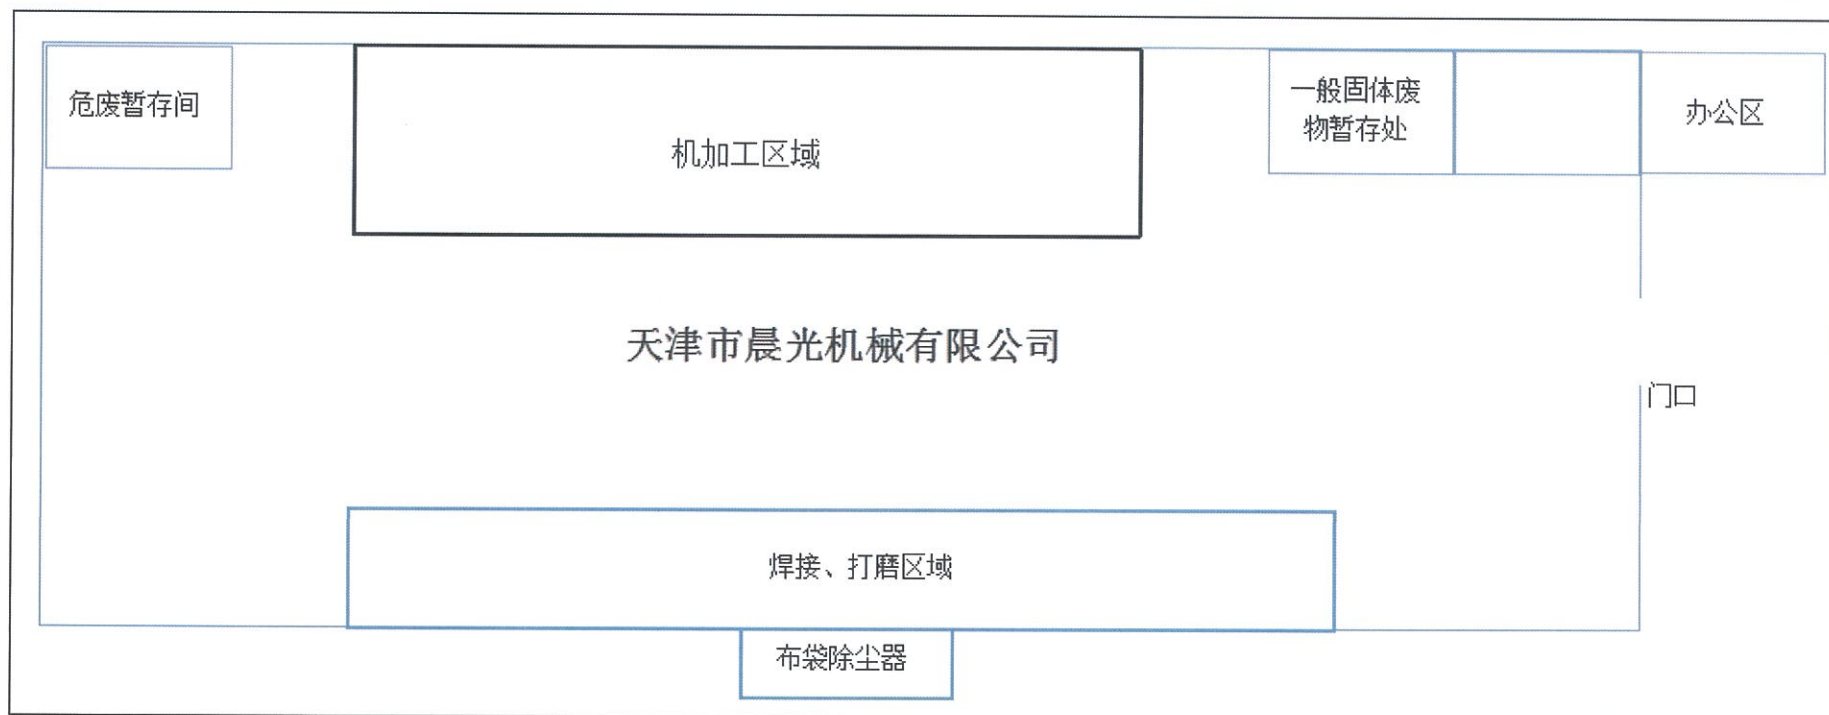 危废暂存间
机加工区域
一般固体废
物暂存处
办公区
天津市晨光机械有限公司
门口
焊接、打磨区域
布袋除尘器